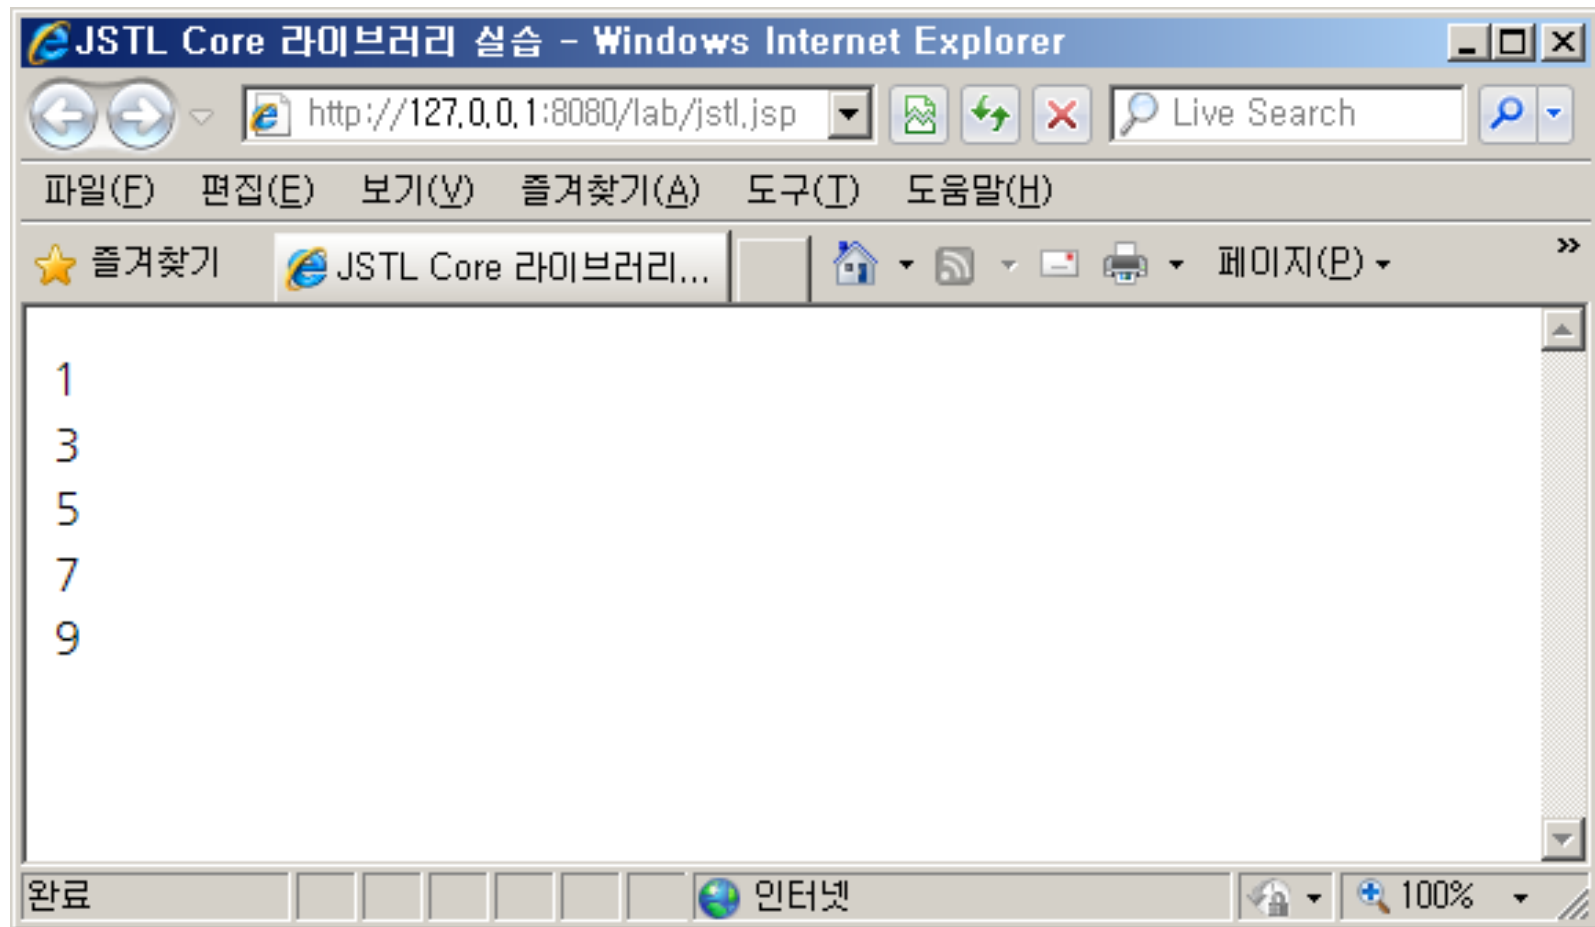 JSTL Core 라이브러리 실습 - Windows Internet Explorer
http://127.0.0.1:8080/lab/jstl.jsp Live Search
파일(F) 편집(E) 보기(V) 즐겨찾기(A) 도구(T) 도움말(H)
즐겨찾기 JSTL Core 라이브러리... 페이지(P) »
1
3
5
7
9
완료 인터넷 100%